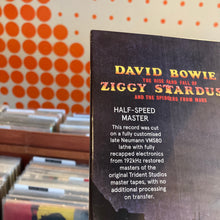 DAVID BOWIE
THE RISE AND FALL OF
ZIGGY STARDUS
AND THE SPIDERS FROM MARS
HALF-SPEED
MASTER
This record was cut
on a fully customised
late Neumann VMS80
lathe with fully
recapped electronics
from 192kHz restored
masters of the
original Trident Studios
master tapes, with no
additional processing
on transfer.